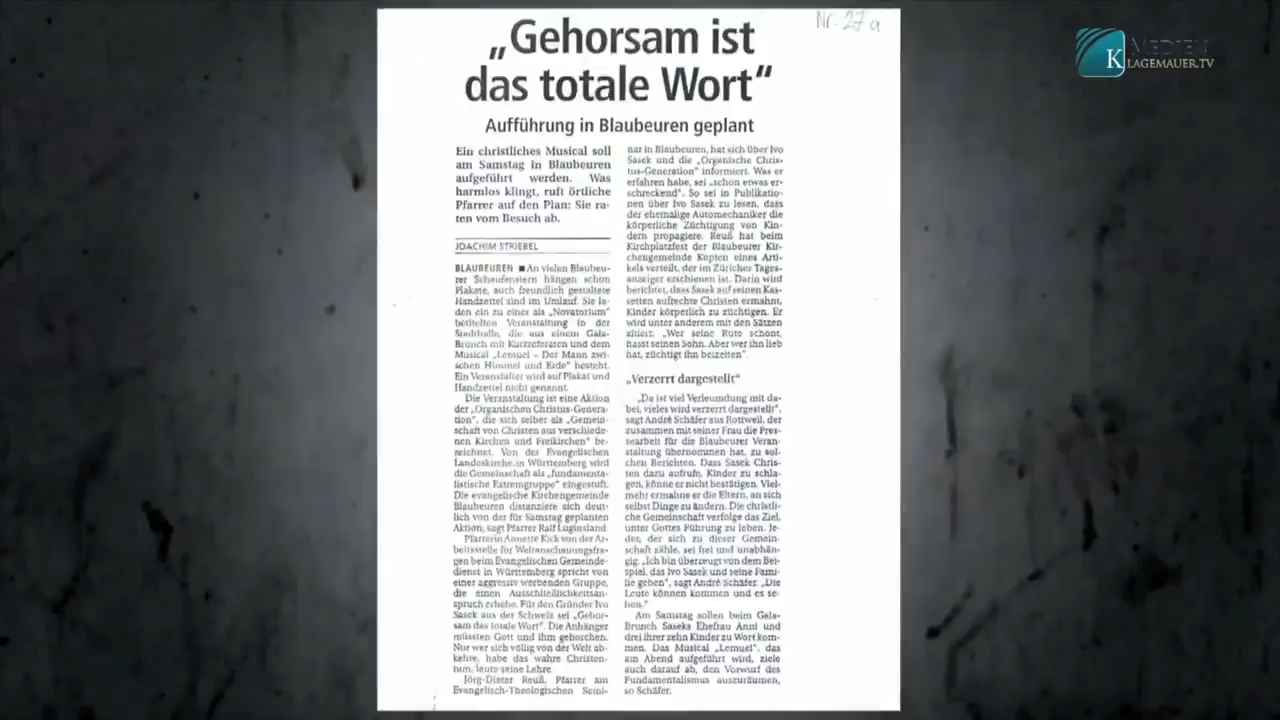 „Gehorsam ist
das totale Wort“
Nr. 27a
MEDIEN
KLAGEMAUER.TV
Aufführung in Blaubeuren geplant
Ein christliches Musical soll
am Samstag in Blaubeuren
aufgeführt werden. Was
harmlos klingt, ruft örtliche
Pfarrer auf den Plan: Sie ra-
ten vom Besuch ab.
JOACHIM STRIEBEL
BLAUBEUREN ■ An vielen Blaubeu-
rer Schaufenstern hängen schon
Plakate, auch freundlich gestaltete
Handzettel sind im Umlauf. Sie la-
den ein zu einer als „Novatorium“
betitelten Veranstaltung in der
Stadthalle, die aus einem Gala-
Brunch mit Kurzreferaten und dem
Musical „Lemuel – Der Mann zwi-
schen Himmel und Erde“ besteht.
Ein Veranstalter wird auf Plakat und
Handzettel nicht genannt.
Die Veranstaltung ist eine Aktion
der „Organischen Christus-Genera-
tion“, die sich selber als „Gemein-
schaft von Christen aus verschiede-
nen Kirchen und Freikirchen“ be-
zeichnet. Von der Evangelischen
Landeskirche in Württemberg wird
die Gemeinschaft als „fundamenta-
listische Extremgruppe“ eingestuft.
Die evangelische Kirchengemeinde
Blaubeuren distanziere sich deut-
lich von der für Samstag geplanten
Aktion, sagt Pfarrer Ralf Luginsland.
Pfarrerin Annette Kick von der Ar-
beitsstelle für Weltanschauungsfra-
gen beim Evangelischen Gemeinde-
dienst in Württemberg spricht von
einer aggressiv werbenden Gruppe,
die einen Ausschließlichkeitsan-
spruch erhebe. Für den Gründer Ivo
Sasek aus der Schweiz sei „Gehor-
sam das totale Wort“. Die Anhänger
müssten Gott und ihm gehorchen.
Nur wer sich völlig von der Welt ab-
kehre, habe das wahre Christen-
tum, laute seine Lehre.
Jörg-Dieter Reuß, Pfarrer am
Evangelisch-Theologischen Semi-
nar in Blaubeuren, hat sich über Ivo
Sasek und die „Organische Chris-
tus-Generation“ informiert. Was er
erfahren habe, sei „schon etwas er-
schreckend“. So sei in Publikatio-
nen über Ivo Sasek zu lesen, dass
der ehemalige Automechaniker die
körperliche Züchtigung von Kin-
dern propagiere. Reuß hat beim
Kirchplatzfest der Blaubeurer Kir-
chengemeinde Kopien eines Arti-
kels verteilt, der im Züricher Tages-
anzeiger erschienen ist. Darin wird
berichtet, dass Sasek auf seinen Kas-
setten aufrechte Christen ermahnt,
Kinder körperlich zu züchtigen. Er
wird unter anderem mit den Sätzen
zitiert: „Wer seine Rute schont,
hasst seinen Sohn. Aber wer ihn lieb
hat, züchtigt ihn beizeiten“.
„Verzerrt dargestellt“
„Da ist viel Verleumdung mit da-
bei, vieles wird verzerrt dargestellt“,
sagt André Schäfer aus Rottweil, der
zusammen mit seiner Frau die Pres-
searbeit für die Blaubeurer Veran-
staltung übernommen hat, zu sol-
chen Berichten. Dass Sasek Chris-
ten dazu aufrufe, Kinder zu schla-
gen, könne er nicht bestätigen. Viel-
mehr ermahne er die Eltern, an sich
selbst Dinge zu ändern. Die christli-
che Gemeinschaft verfolge das Ziel,
unter Gottes Führung zu leben. Je-
der, der sich zu dieser Gemein-
schaft zähle, sei frei und unabhän-
gig. „Ich bin überzeugt von dem Bei-
spiel, das Ivo Sasek und seine Fami-
lie geben“, sagt André Schäfer. „Die
Leute können kommen und es se-
hen.“
Am Samstag sollen beim Gala-
Brunch Saseks Ehefrau Anni und
drei ihrer zehn Kinder zu Wort kom-
men. Das Musical „Lemuel“, das
am Abend aufgeführt wird, ziele
auch darauf ab, den Vorwurf des
Fundamentalismus auszuräumen,
so Schäfer.